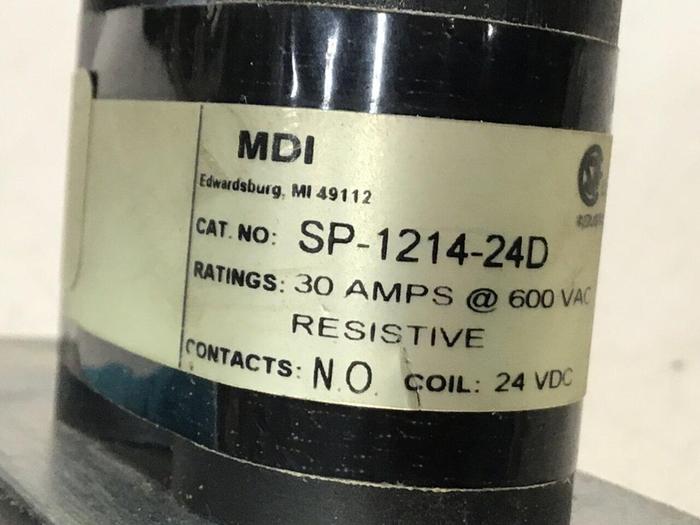 MDI
Edwardsburg, MI 49112
CAT. NO: SP-1214-24D
RATINGS: 30 AMPS @ 600 VAC
RESISTIVE
CONTACTS: N.O. COIL: 24 VDC